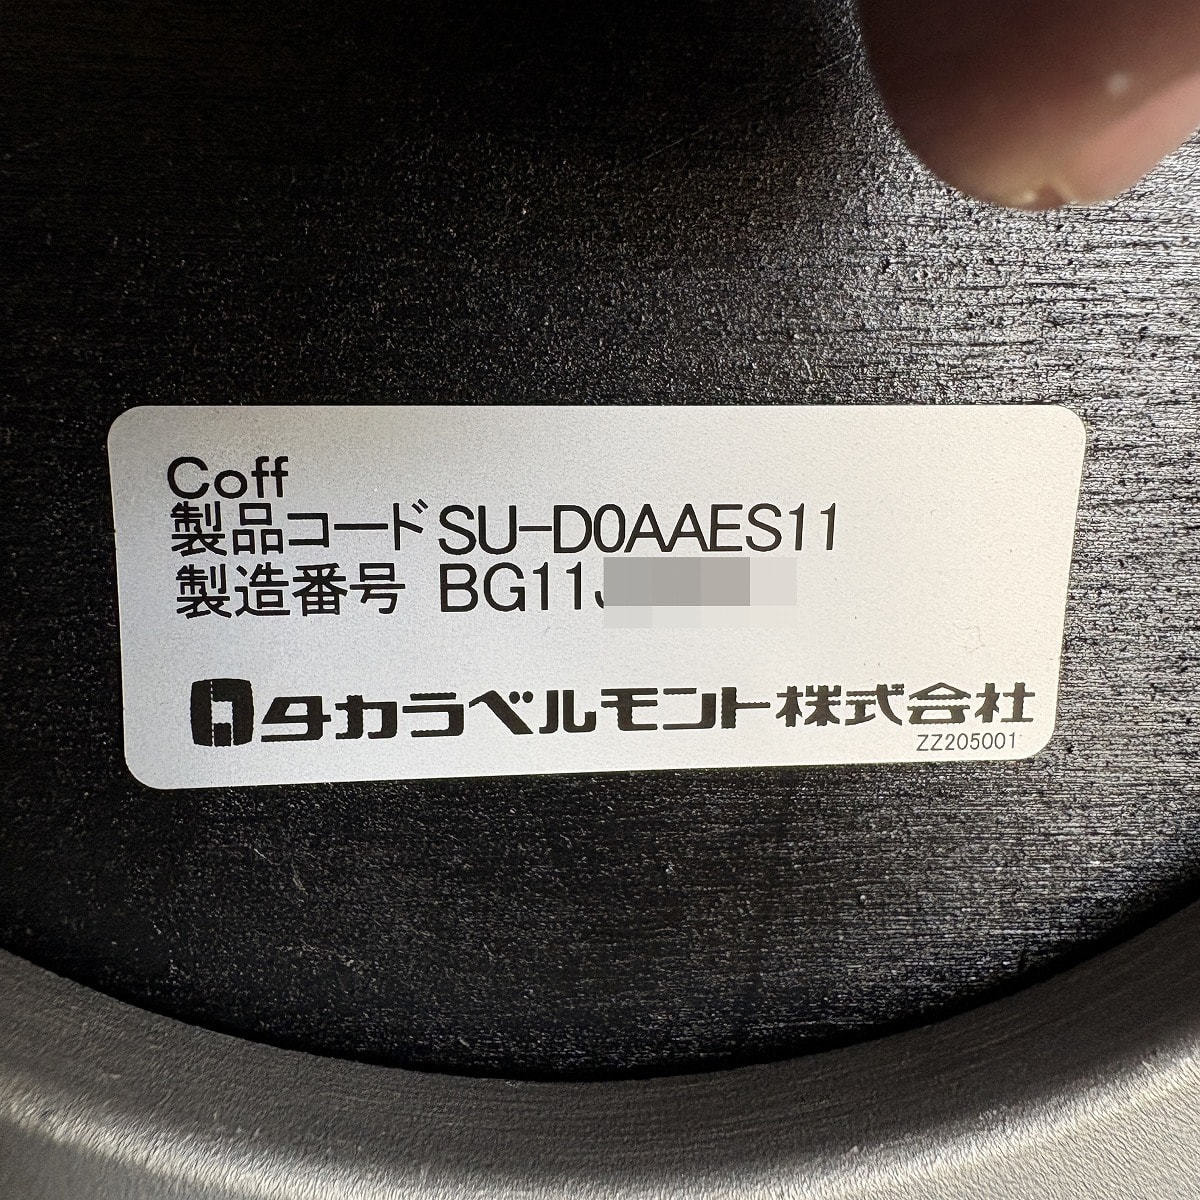 Coff
製品コード SU-D0AAES11
製造番号 BG11J
タカラベルモント株式会社
ZZ205001